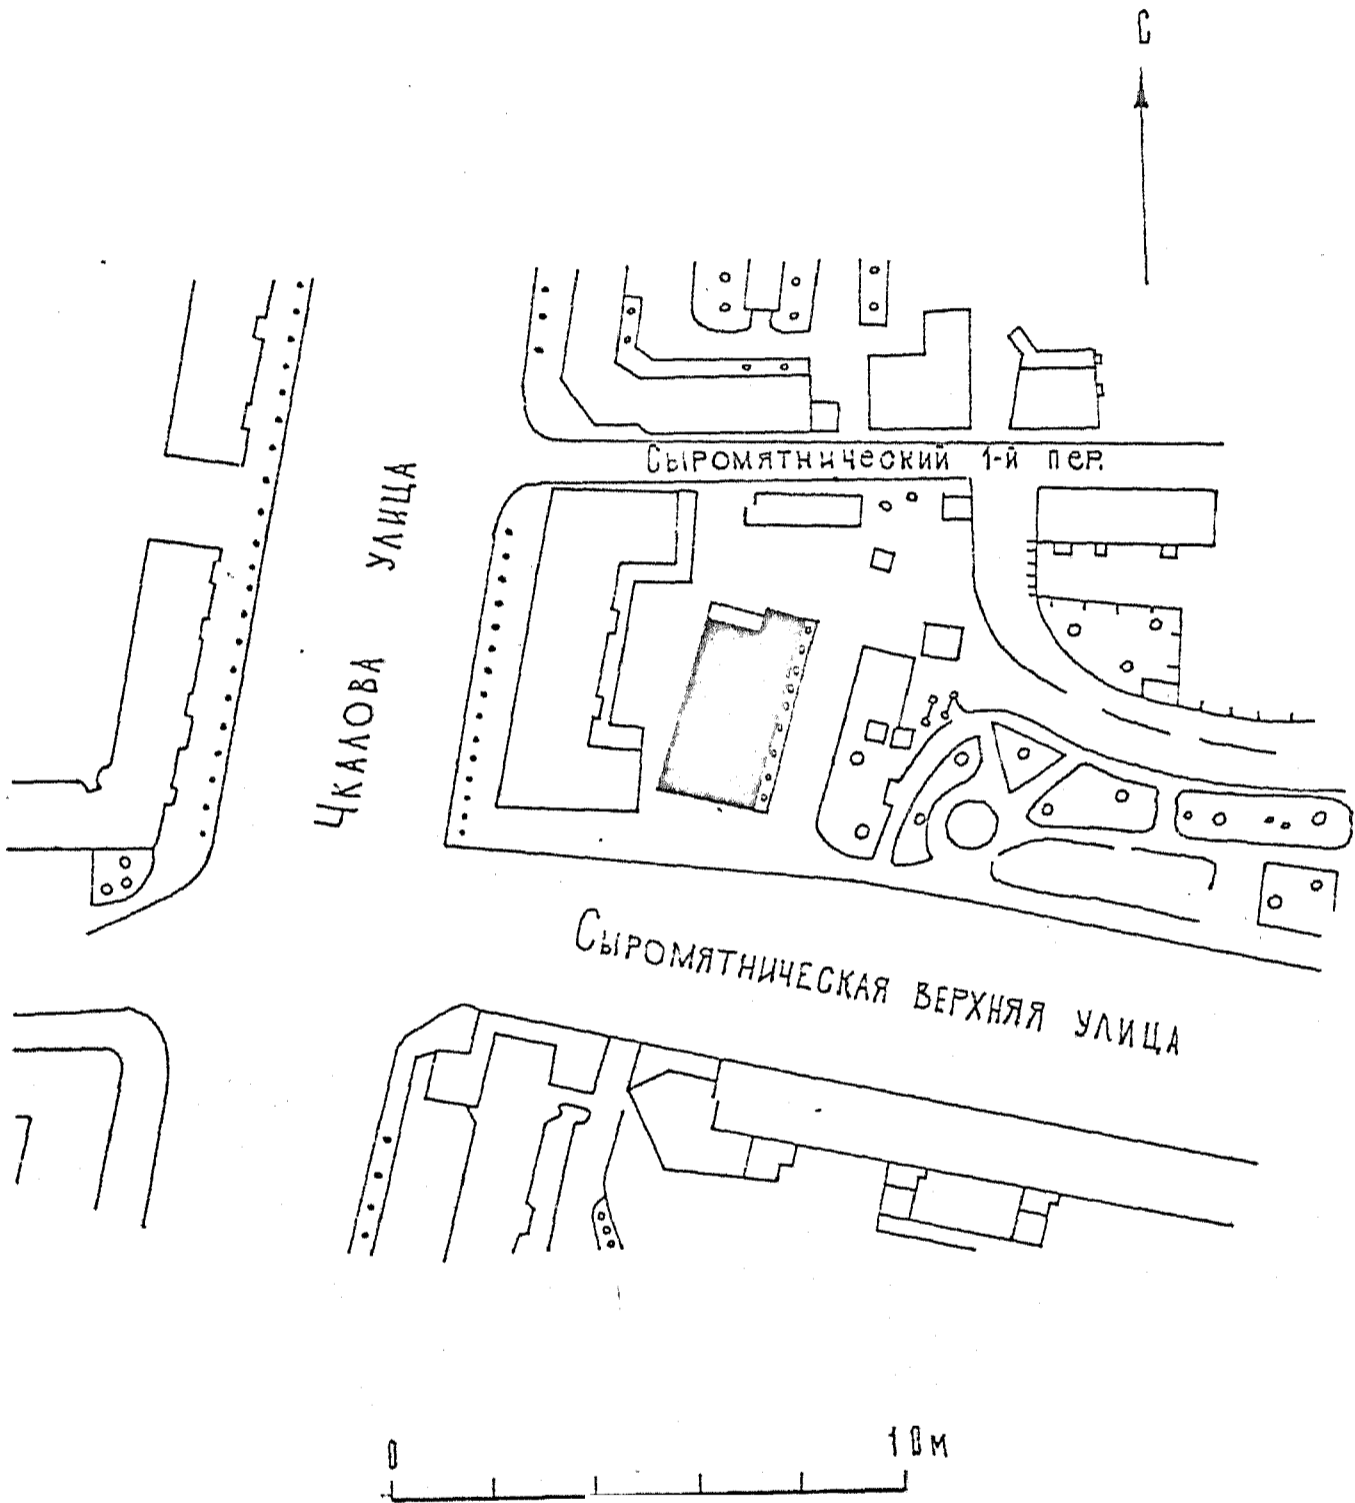 С
Сыромятнический 1-й пер.
Чкалова улица
Сыромятническая верхняя улица
0 10м